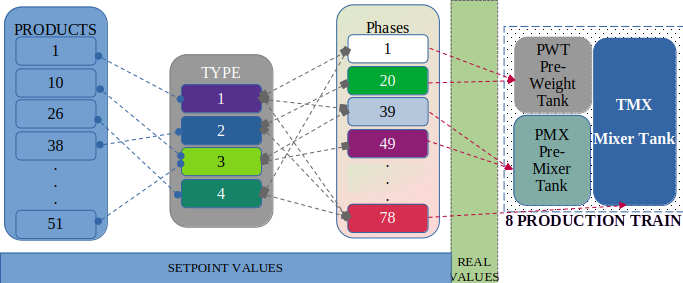 PRODUCTS
1
10
26
38
.
.
.
51
TYPE
1
2
3
4
Phases
1
20
39
49
.
.
.
78
PWT
Pre-
Weight
Tank
PMX
Pre-
Mixer
Tank
TMX
Mixer Tank
8 PRODUCTION TRAIN
SETPOINT VALUES
REAL
VALUES